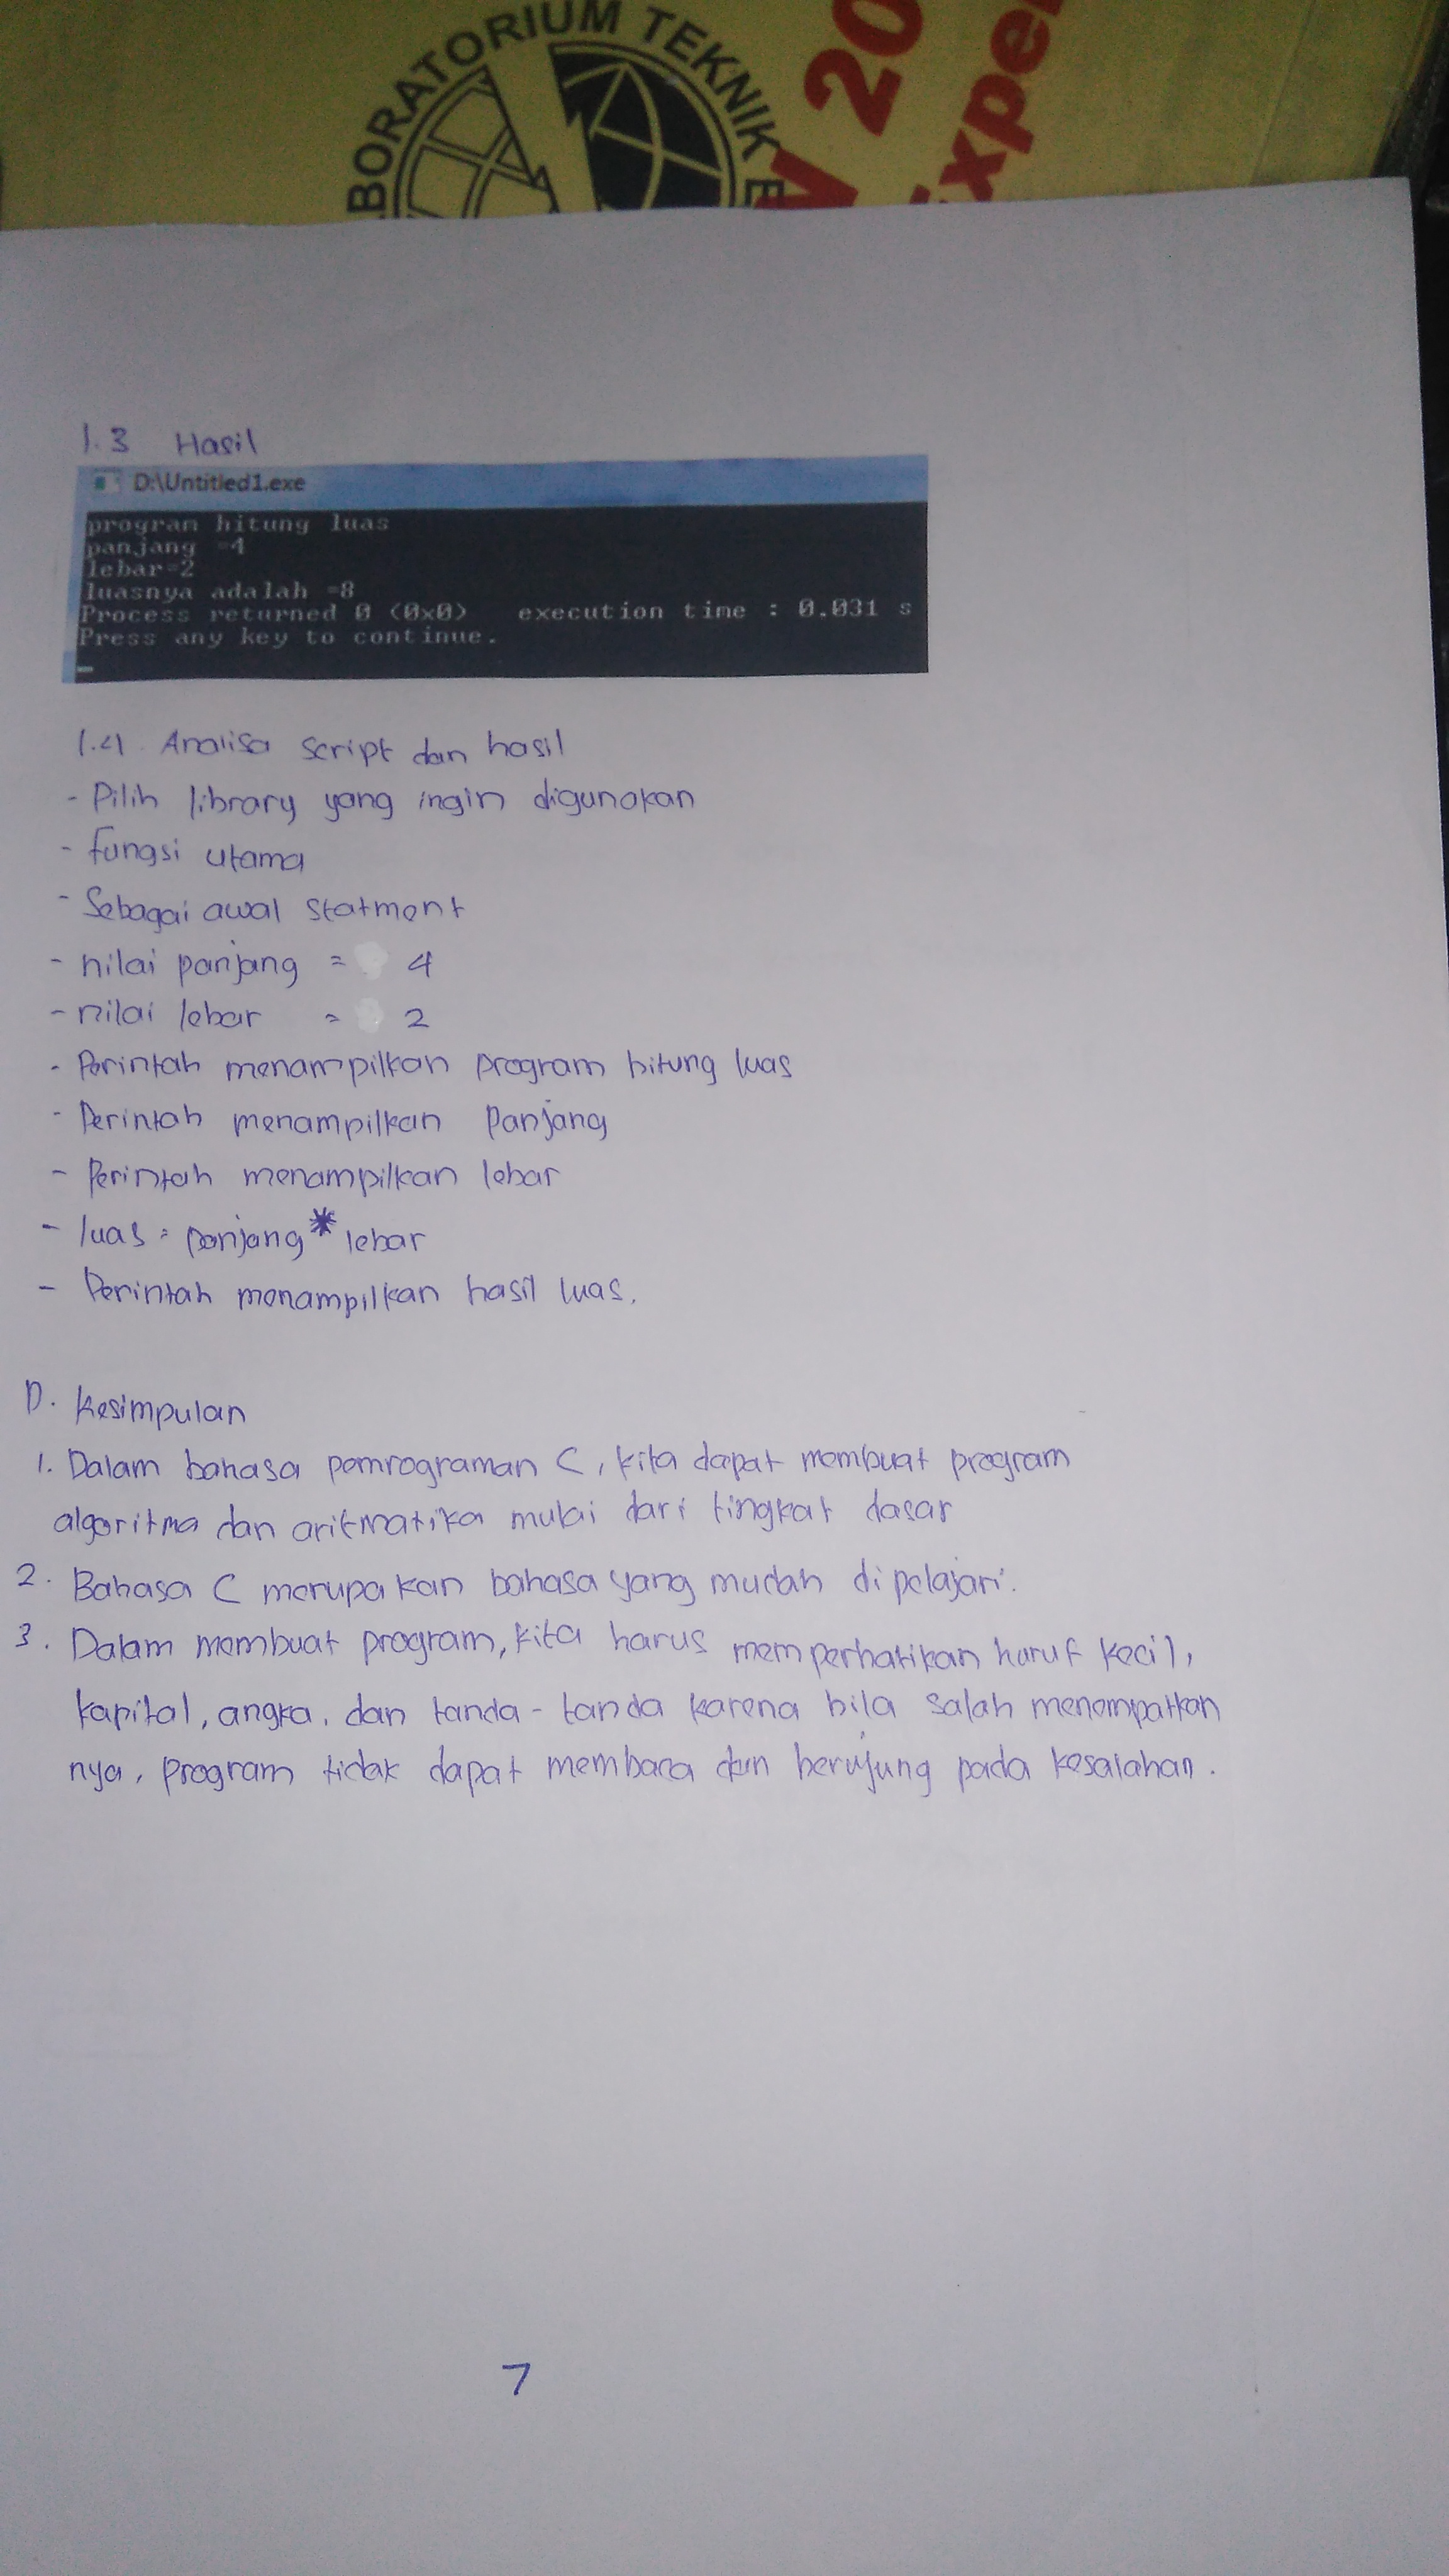 LABORATORIUM TEKNIK E
20
Exper
1.3 Hasil
D:\Untitled1.exe
program hitung luas
panjang =4
lebar=2
luasnya adalah =8
Process returned 0 (0x0) execution time : 0.031 s
Press any key to continue.
1.4 Analisa script dan hasil
- Pilih library yang ingin digunakan
- fungsi utama
- Sebagai awal statment
- nilai panjang = 4
- nilai lebar = 2
- Perintah menampilkan program hitung luas
- Perintah menampilkan Panjang
- Perintah menampilkan lebar
- luas = panjang * lebar
- Perintah menampilkan hasil luas.
D. Kesimpulan
1. Dalam bahasa pemrograman C, kita dapat membuat program
algoritma dan aritmatika mulai dari tingkat dasar
2. Bahasa C merupakan bahasa yang mudah dipelajari.
3. Dalam membuat program, kita harus memperhatikan huruf kecil,
kapital, angka, dan tanda-tanda karena bila salah menempatkan
nya, program tidak dapat membaca dan berujung pada kesalahan.
7